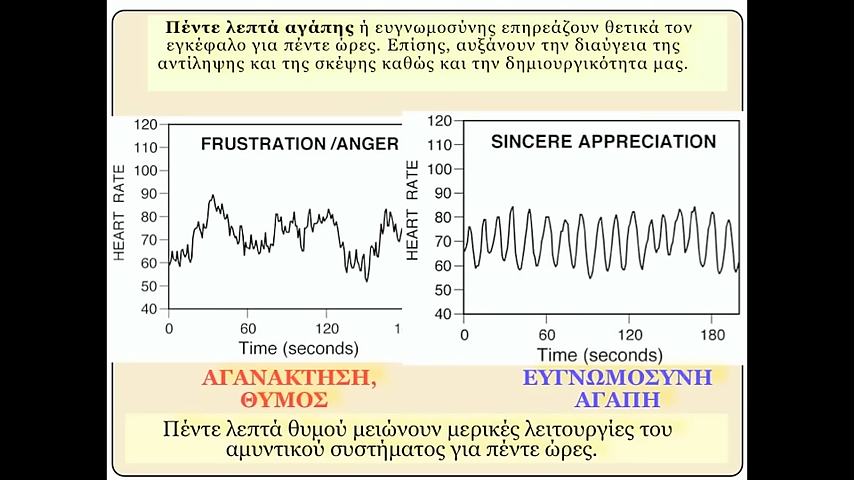 Πέντε λεπτά αγάπης ή ευγνωμοσύνης επηρεάζουν θετικά τον
εγκέφαλο για πέντε ώρες. Επίσης, αυξάνουν την διαύγεια της
αντίληψης και της σκέψης καθώς και την δημιουργικότητα μας.
FRUSTRATION /ANGER
120
110
100
90
80
70
60
50
40
HEART RATE
0 60 120 1
Time (seconds)
SINCERE APPRECIATION
120
110
100
90
80
70
60
50
40
HEART RATE
0 60 120 180
Time (seconds)
ΑΓΑΝΑΚΤΗΣΗ,
ΘΥΜΟΣ
ΕΥΓΝΩΜΟΣΥΝΗ
ΑΓΑΠΗ
Πέντε λεπτά θυμού μειώνουν μερικές λειτουργίες του
αμυντικού συστήματος για πέντε ώρες.